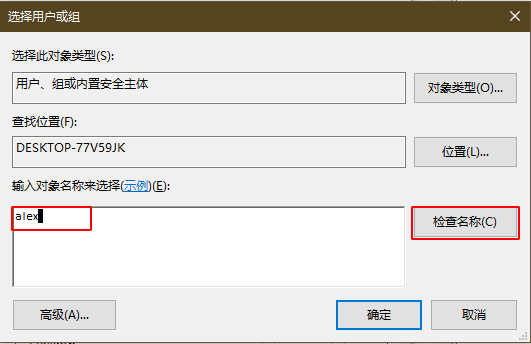 选择用户或组
选择此对象类型(S):
用户、组或内置安全主体
对象类型(O)...
查找位置(F):
DESKTOP-77V59JK
位置(L)...
输入对象名称来选择(示例)(E):
alex
检查名称(C)
高级(A)...
确定
取消